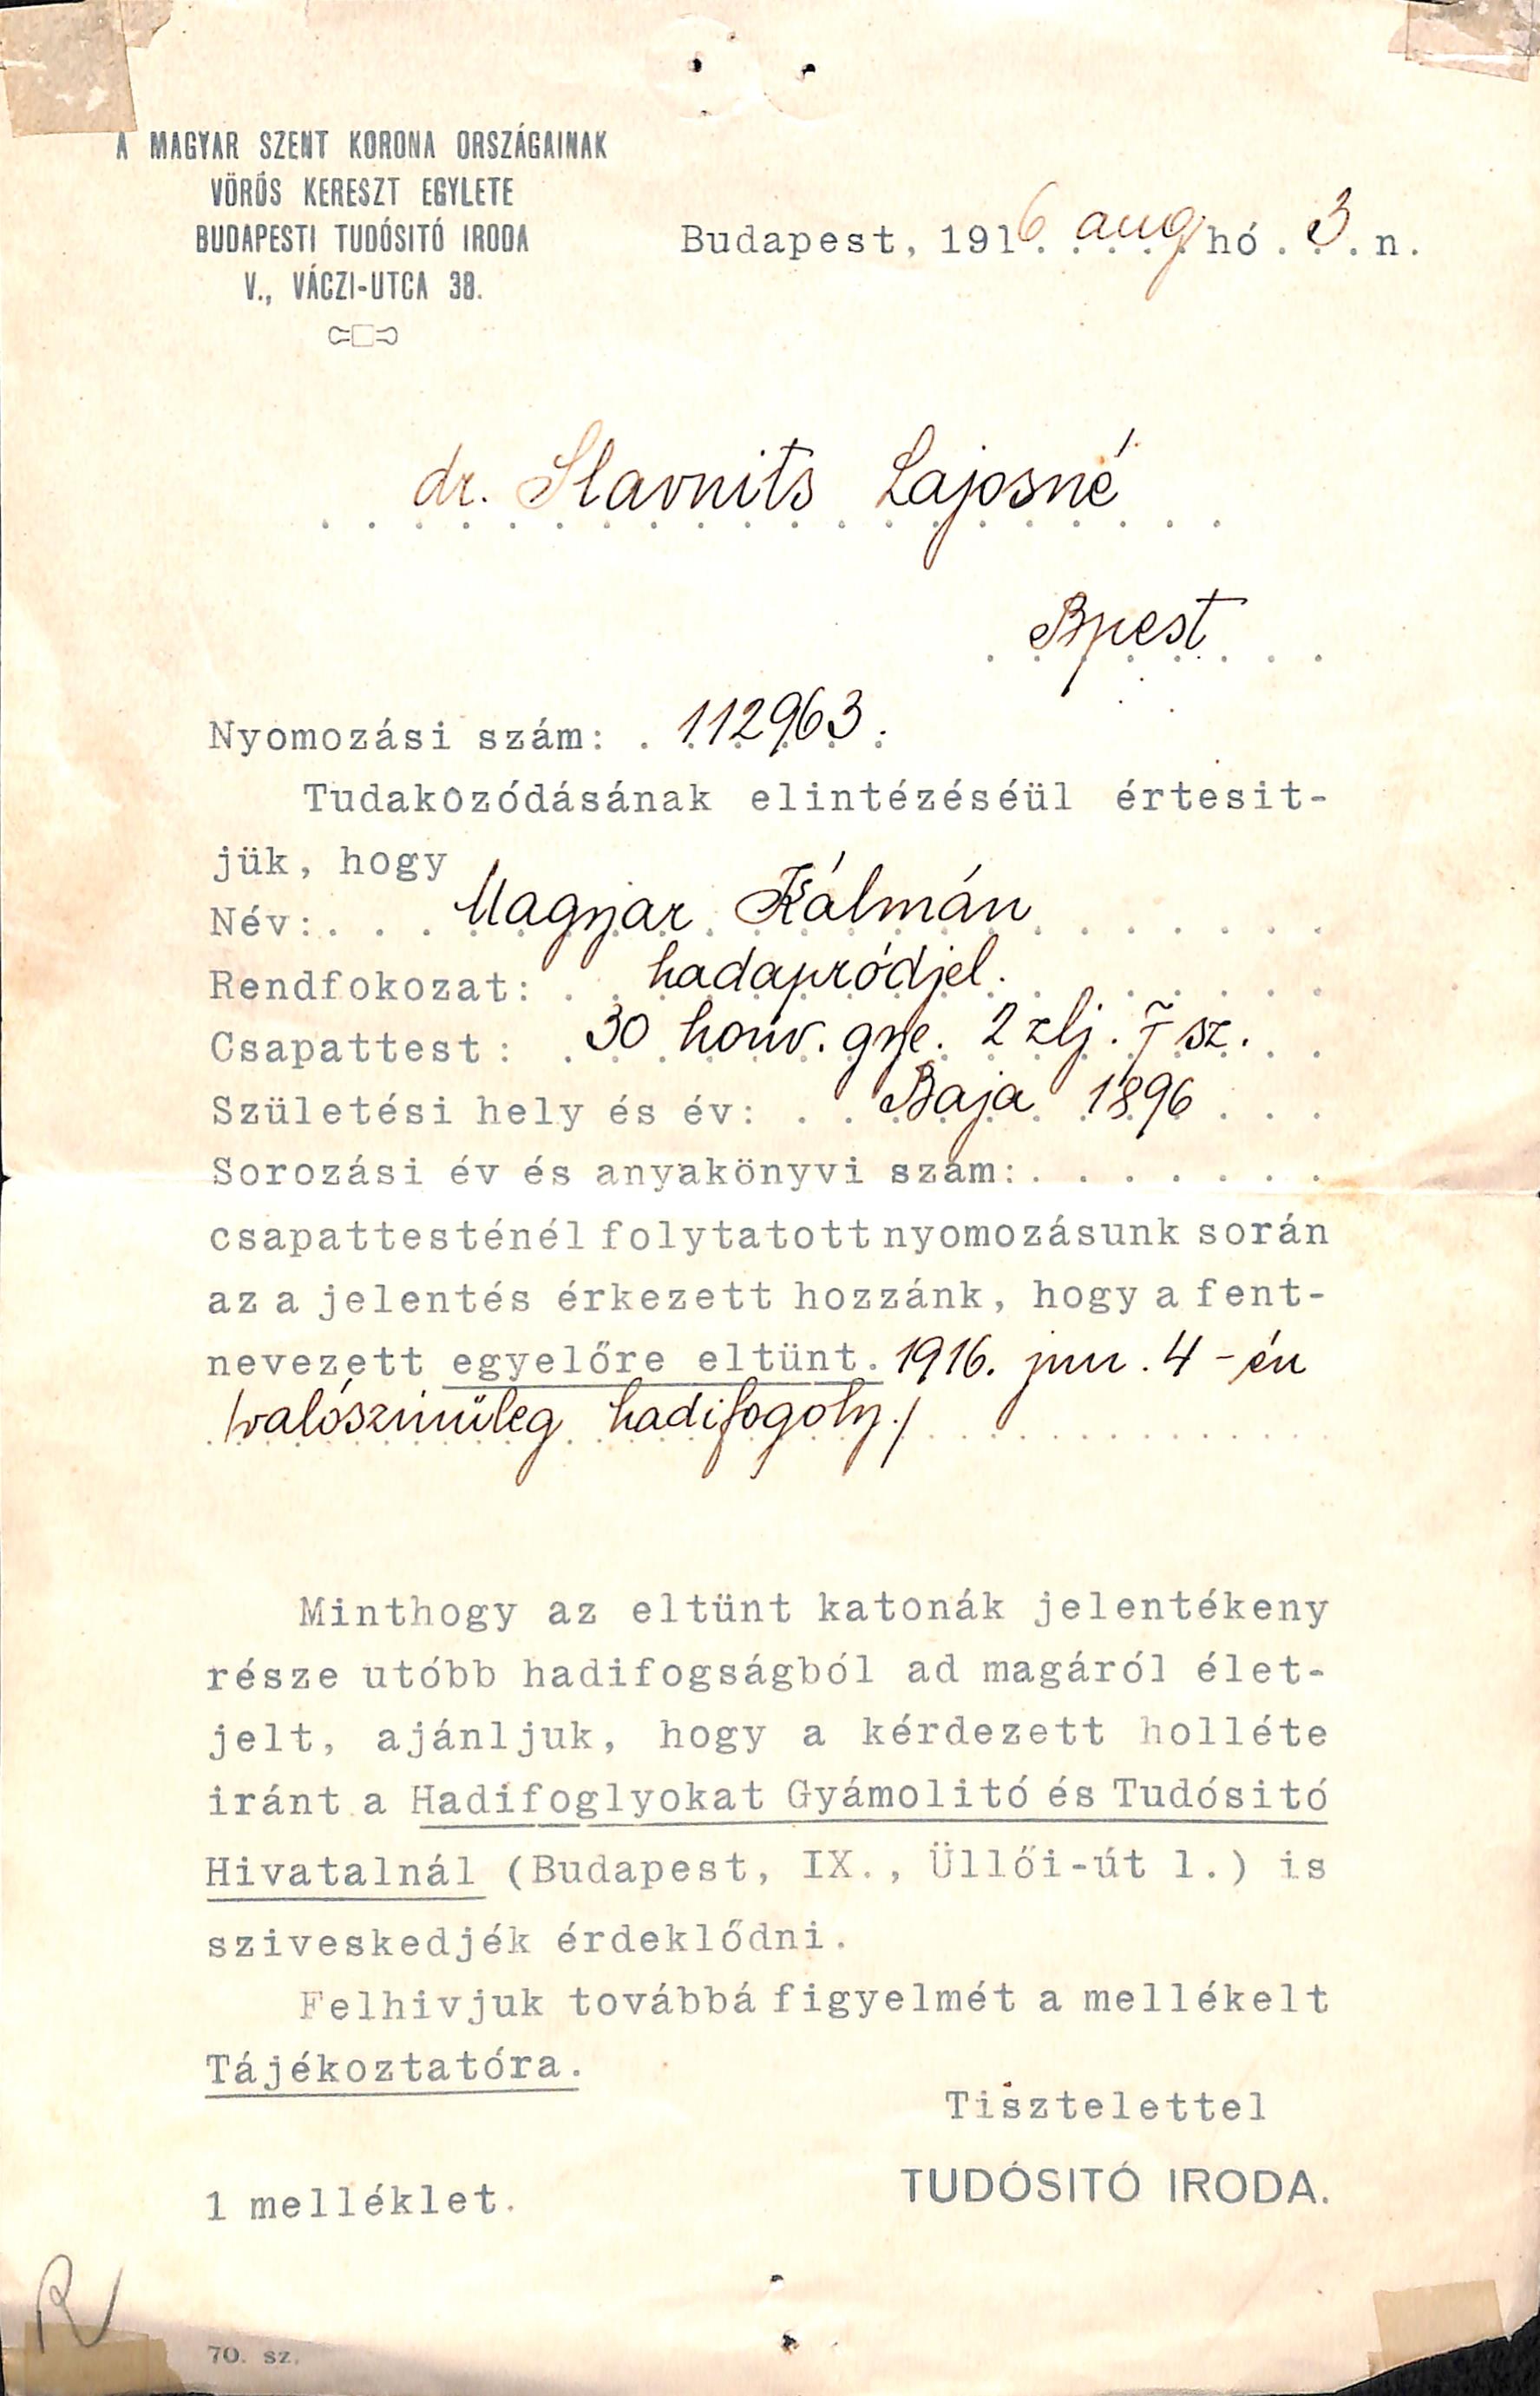 A MAGYAR SZENT KORONA ORSZÁGAINAK
VÖRÖS KERESZT EGYLETE
BUDAPESTI TUDÓSITÓ IRODA
V., VÁCZI-UTCA 38.
Budapest, 1916 aug hó 3. n.
dr. Slavnits Lajosné
Bpest
Nyomozási szám: 112963.
Tudakozódásának elintézéséül értesit-
jük, hogy
Név: Magyar Kálmán
Rendfokozat: hadapródjel.
Csapattest: 30 honv. gye. 2 zlj. 7 sz.
Születési hely és év: Baja 1896
Sorozási év és anyakönyvi szám:
csapattesténél folytatott nyomozásunk során
az a jelentés érkezett hozzánk, hogy a fent-
nevezett egyelőre eltünt. 1916. jun. 4-én
/valószinüleg hadifogoly./
Minthogy az eltünt katonák jelentékeny
része utóbb hadifogságból ad magáról élet-
jelt, ajánljuk, hogy a kérdezett holléte
iránt a Hadifoglyokat Gyámolitó és Tudósitó
Hivatalnál (Budapest, IX., Üllői-út 1.) is
sziveskedjék érdeklődni.
Felhivjuk továbbá figyelmét a mellékelt
Tájékoztatóra.
Tisztelettel
TUDÓSITÓ IRODA.
1 melléklet.
R
70. sz.